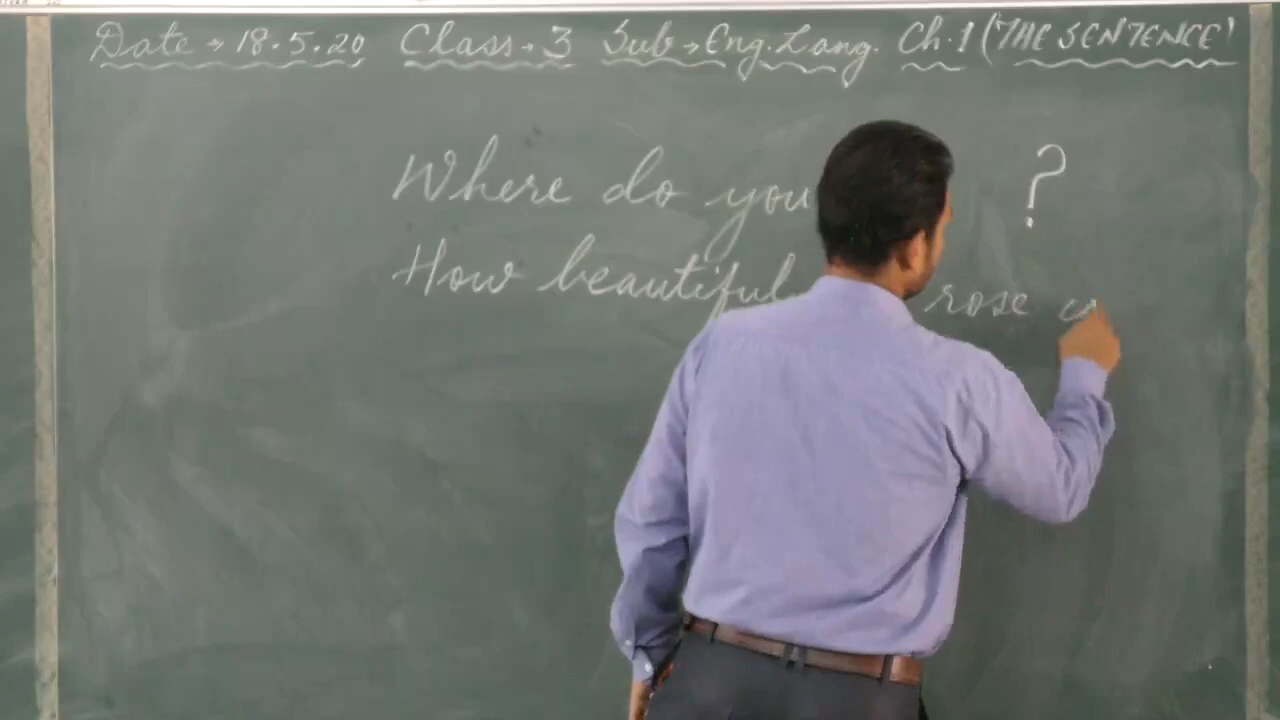 Date → 18.5.20 Class → 3 Sub → Eng. Lang. Ch. 1 (THE SENTENCE)
Where do you ?
How beautiful rose